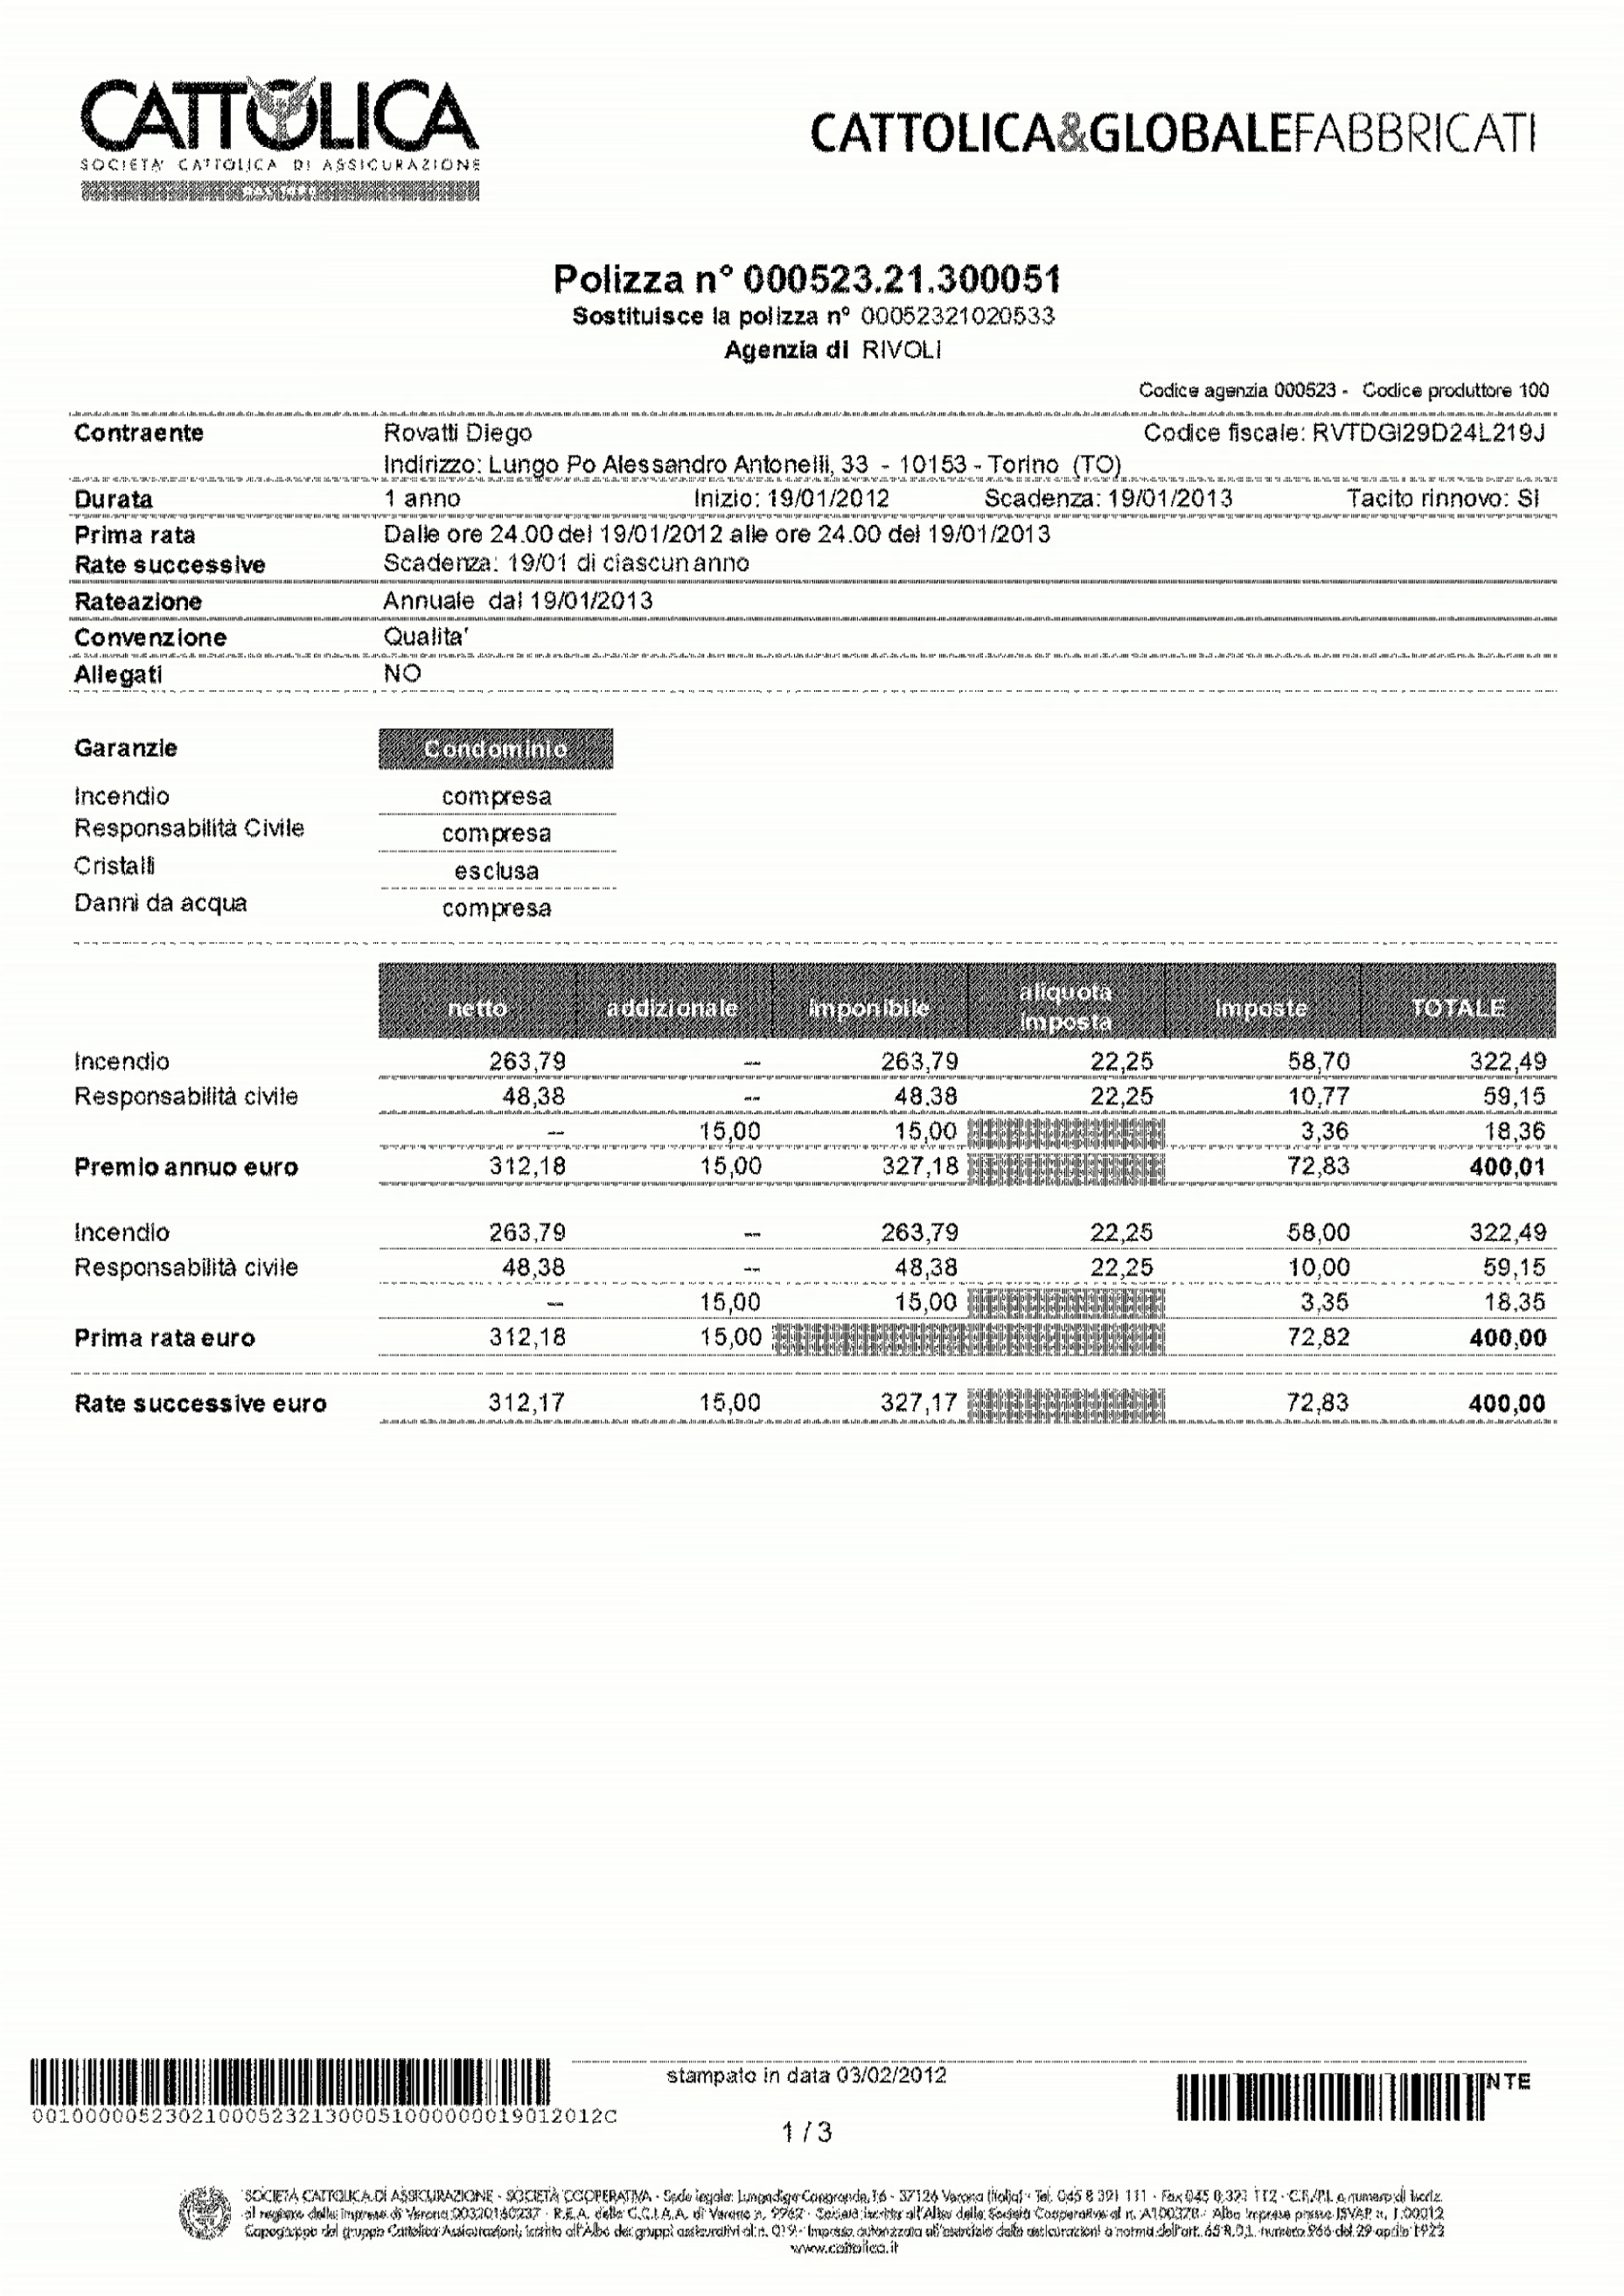 CATTOLICA
SOCIETA' CATTOLICA DI ASSICURAZIONE
DAL 1896
CATTOLICA&GLOBALEFABBRICATI
Polizza n° 000523.21.300051
Sostituisce la polizza n° 00052321020533
Agenzia di RIVOLI
Codice agenzia 000523 - Codice produttore 100
Contraente Rovatti Diego Codice fiscale: RVTDGI29D24L219J
Indirizzo: Lungo Po Alessandro Antonelli, 33 - 10153 - Torino (TO)
Durata 1 anno Inizio: 19/01/2012 Scadenza: 19/01/2013 Tacito rinnovo: SI
Prima rata Dalle ore 24.00 del 19/01/2012 alle ore 24.00 del 19/01/2013
Rate successive Scadenza: 19/01 di ciascun anno
Rateazione Annuale dal 19/01/2013
Convenzione Qualita'
Allegati NO
Garanzie Condominio
Incendio compresa
Responsabilità Civile compresa
Cristalli esclusa
Danni da acqua compresa
netto addizionale imponibile aliquota imposta imposte TOTALE
Incendio 263,79 -- 263,79 22,25 58,70 322,49
Responsabilità civile 48,38 -- 48,38 22,25 10,77 59,15
-- 15,00 15,00 3,36 18,36
Premio annuo euro 312,18 15,00 327,18 72,83 400,01
Incendio 263,79 -- 263,79 22,25 58,00 322,49
Responsabilità civile 48,38 -- 48,38 22,25 10,00 59,15
-- 15,00 15,00 3,35 18,35
Prima rata euro 312,18 15,00 72,82 400,00
Rate successive euro 312,17 15,00 327,17 72,83 400,00
stampato in data 03/02/2012
NTE
001000005230210005232130005100000001901 2012C
1 / 3
SOCIETÀ CATTOLICA DI ASSICURAZIONE - SOCIETÀ COOPERATIVA - Sede legale: Lungadige Cangrande, 16 - 37126 Verona (Italia) - Tel. 045 8 391 111 - Fax 045 8 391 112 - C.F./P.I. e numero di iscriz.
al registro delle imprese di Verona 00320160237 - R.E.A. della C.C.I.A.A. di Verona n. 9962 - Società iscritta all'Albo delle Società Cooperative al n. A100378 - Albo Imprese presso ISVAP n. 1.00012
Capogruppo del gruppo Cattolica Assicurazioni, iscritto all'Albo dei gruppi assicurativi al n. 019 - Impresa autorizzata all'esercizio delle assicurazioni a norma dell'art. 65 R.D.L. numero 966 del 29 aprile 1923
www.cattolica.it